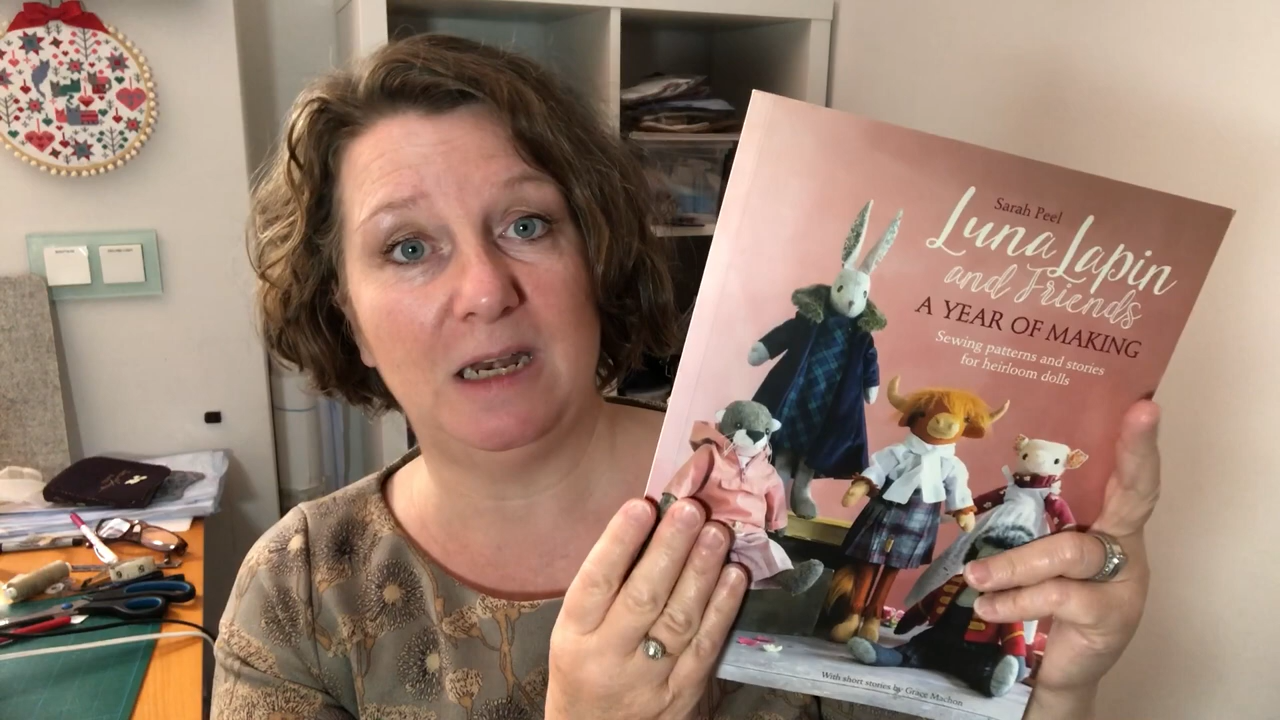 Sarah Peel
Luna Lapin
and Friends
A YEAR OF MAKING
Sewing patterns and stories
for heirloom dolls
With short stories by Grace Machon